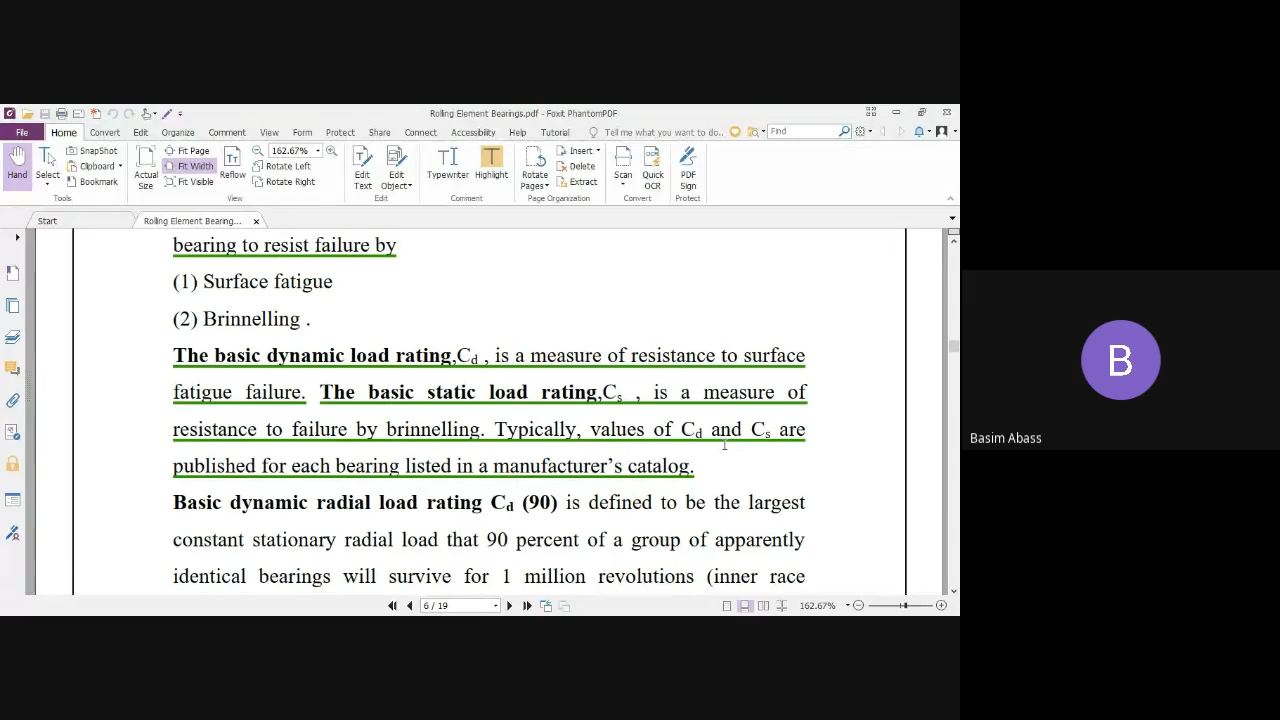 Rolling Element Bearings.pdf - Foxit PhantomPDF
File Home Convert Edit Organize Comment View Form Protect Share Connect Accessibility Help Tutorial Tell me what you want to do.. Find
Hand Select SnapShot Clipboard Bookmark Actual Size Fit Page Fit Width Fit Visible Reflow 162.67% Rotate Left Rotate Right Edit Text Edit Object Typewriter Highlight Rotate Pages Insert Delete Extract Scan Quick OCR PDF Sign
Tools View Edit Comment Page Organization Convert Protect
Start Rolling Element Bearing...
bearing to resist failure by
(1) Surface fatigue
(2) Brinnelling .
The basic dynamic load rating,Cd , is a measure of resistance to surface
fatigue failure. The basic static load rating,Cs , is a measure of
resistance to failure by brinnelling. Typically, values of Cd and Cs are
published for each bearing listed in a manufacturer’s catalog.
Basic dynamic radial load rating Cd (90) is defined to be the largest
constant stationary radial load that 90 percent of a group of apparently
identical bearings will survive for 1 million revolutions (inner race
6 / 19 162.67%
B
Basim Abass